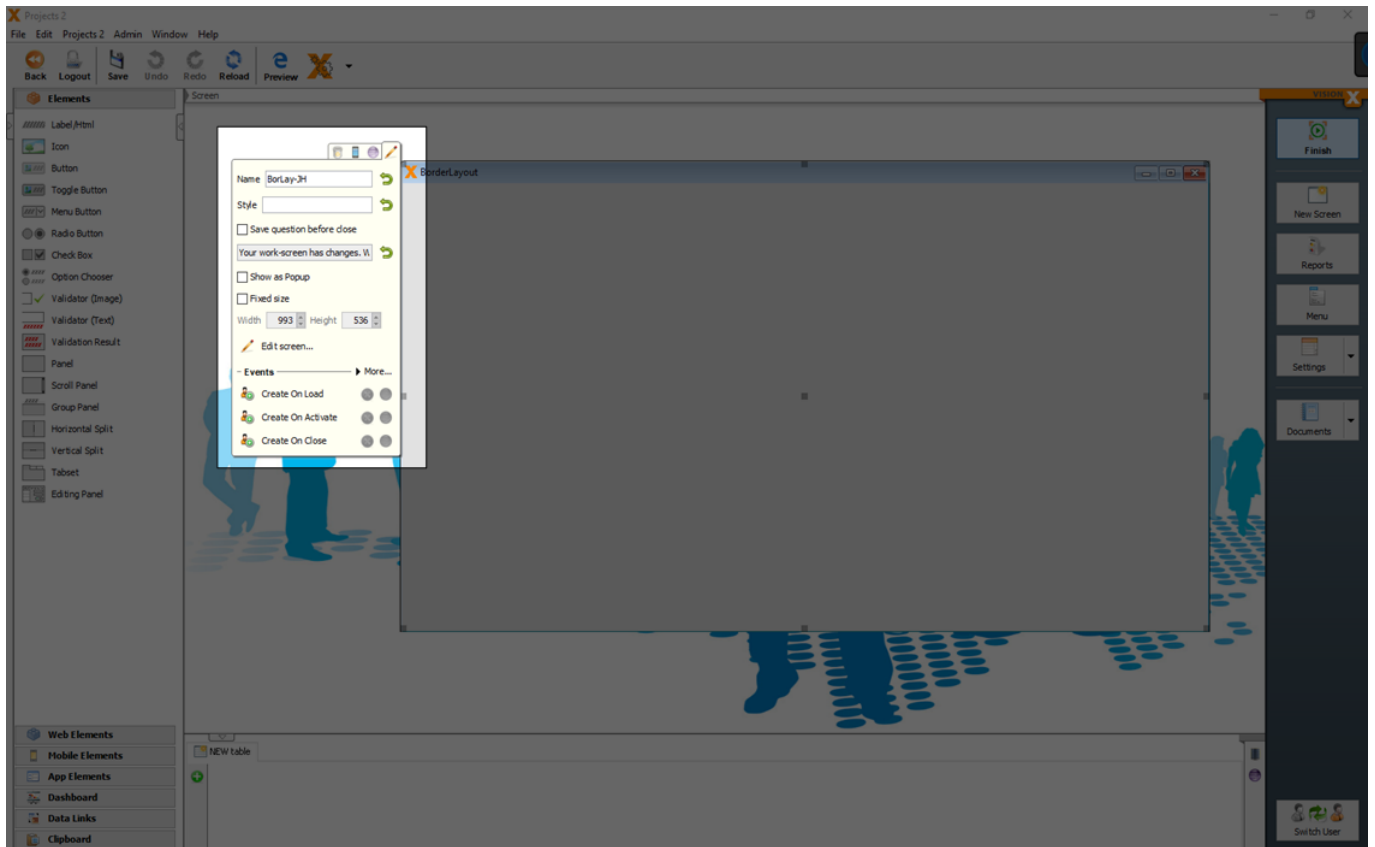 Projects 2
File Edit Projects 2 Admin Window Help
Back Logout Save Undo Redo Reload Preview
Elements
Screen
VISION X
Label/Html
Icon
Button
Toggle Button
Menu Button
Radio Button
Check Box
Option Chooser
Validator (Image)
Validator (Text)
Validation Result
Panel
Scroll Panel
Group Panel
Horizontal Split
Vertical Split
Tabset
Editing Panel
Web Elements
Mobile Elements
App Elements
Dashboard
Data Links
Clipboard
Name BorLay-JH
Style
Save question before close
Your work-screen has changes. W
Show as Popup
Fixed size
Width 993 Height 536
Edit screen...
Events More...
Create On Load
Create On Activate
Create On Close
BorderLayout
NEW table
Finish
New Screen
Reports
Menu
Settings
Documents
Switch User